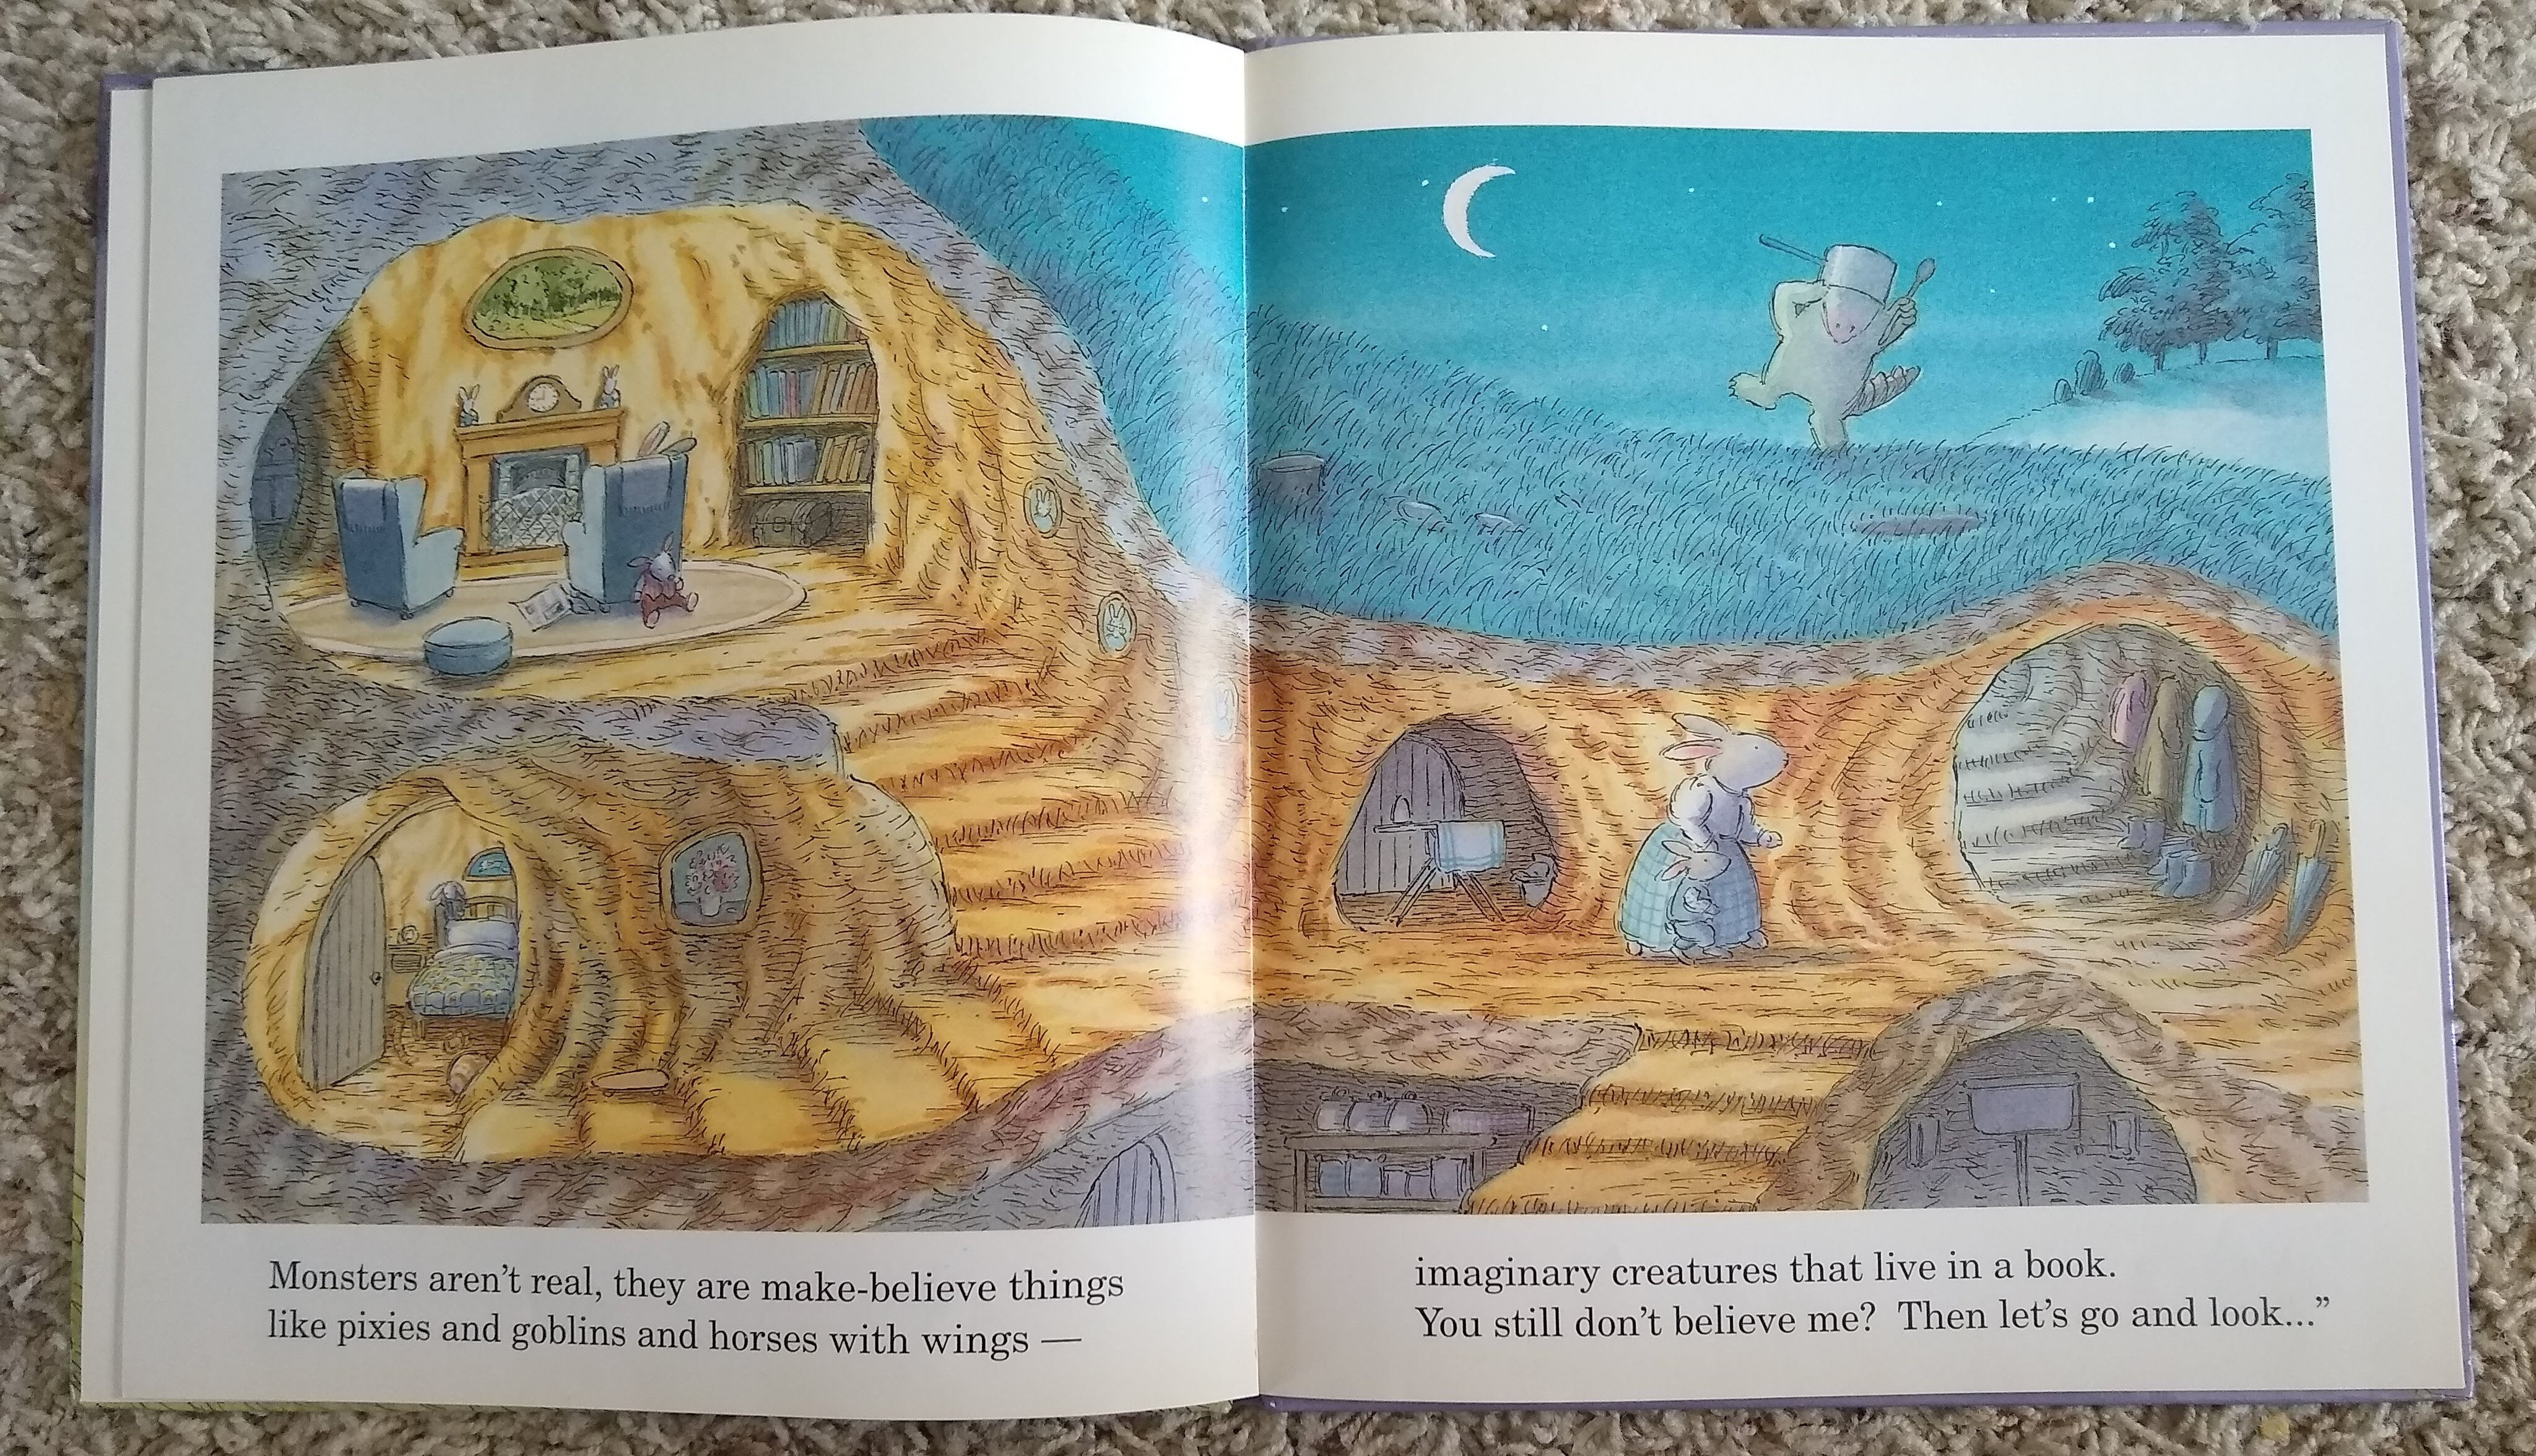 Monsters aren't real, they are make-believe things
like pixies and goblins and horses with wings —
imaginary creatures that live in a book.
You still don't believe me? Then let's go and look..."